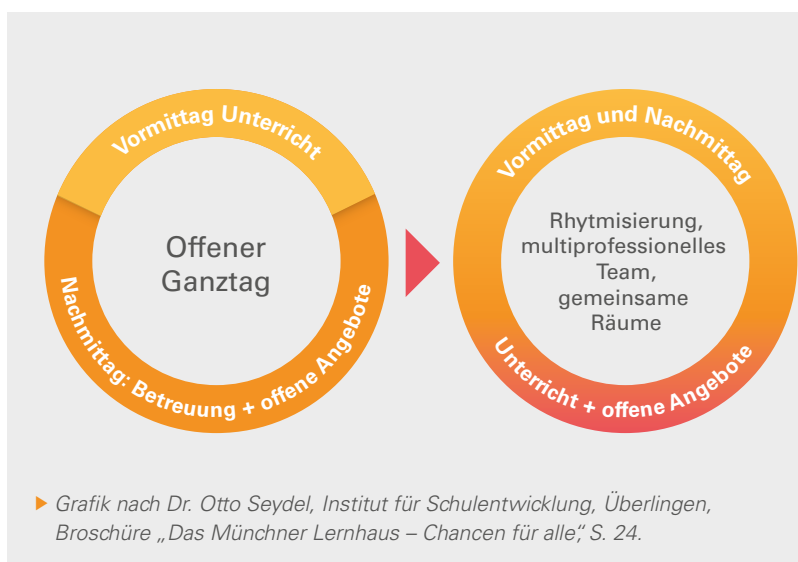 Vormittag Unterricht
Offener
Ganztag
Nachmittag: Betreuung + offene Angebote
Vormittag und Nachmittag
Rhytmisierung,
multiprofessionelles
Team,
gemeinsame
Räume
Unterricht + offene Angebote
Grafik nach Dr. Otto Seydel, Institut für Schulentwicklung, Überlingen,
Broschüre „Das Münchner Lernhaus – Chancen für alle“, S. 24.